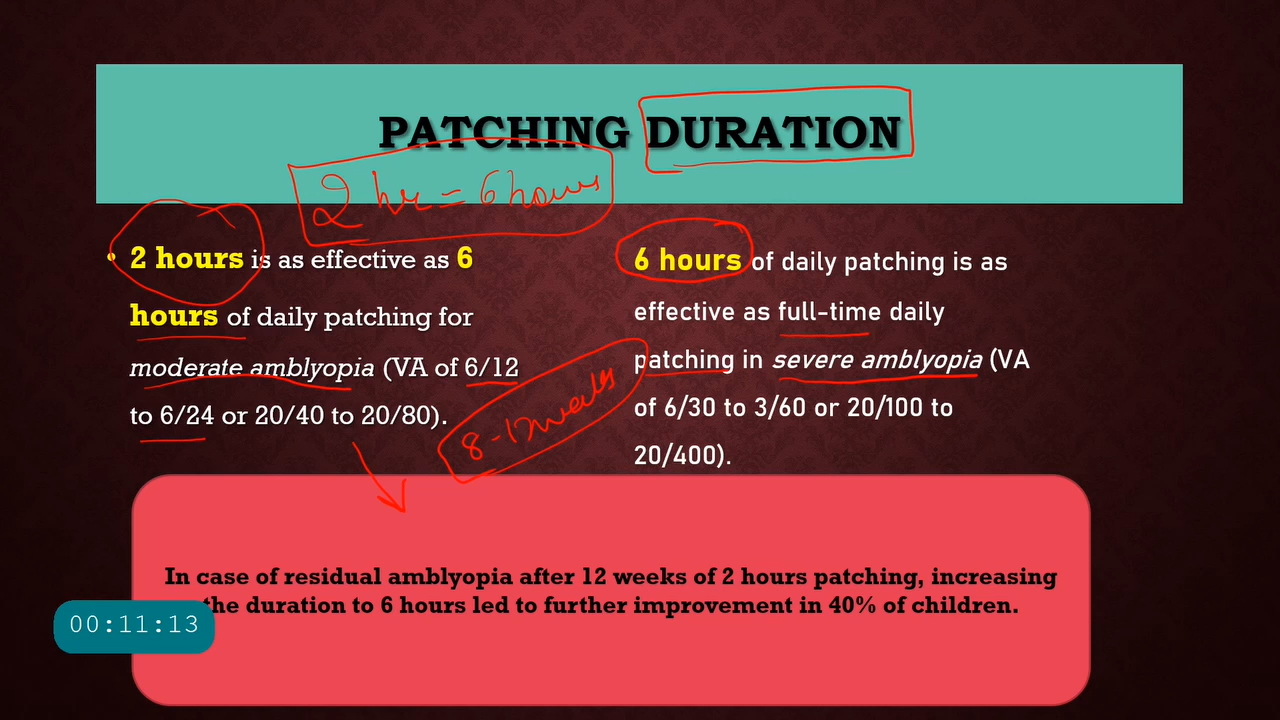 PATCHING DURATION
2 hr = 6 hours
• 2 hours is as effective as 6
hours of daily patching for
moderate amblyopia (VA of 6/12
to 6/24 or 20/40 to 20/80).
8-12 weeks
6 hours of daily patching is as
effective as full-time daily
patching in severe amblyopia (VA
of 6/30 to 3/60 or 20/100 to
20/400).
In case of residual amblyopia after 12 weeks of 2 hours patching, increasing
the duration to 6 hours led to further improvement in 40% of children.
00:11:13